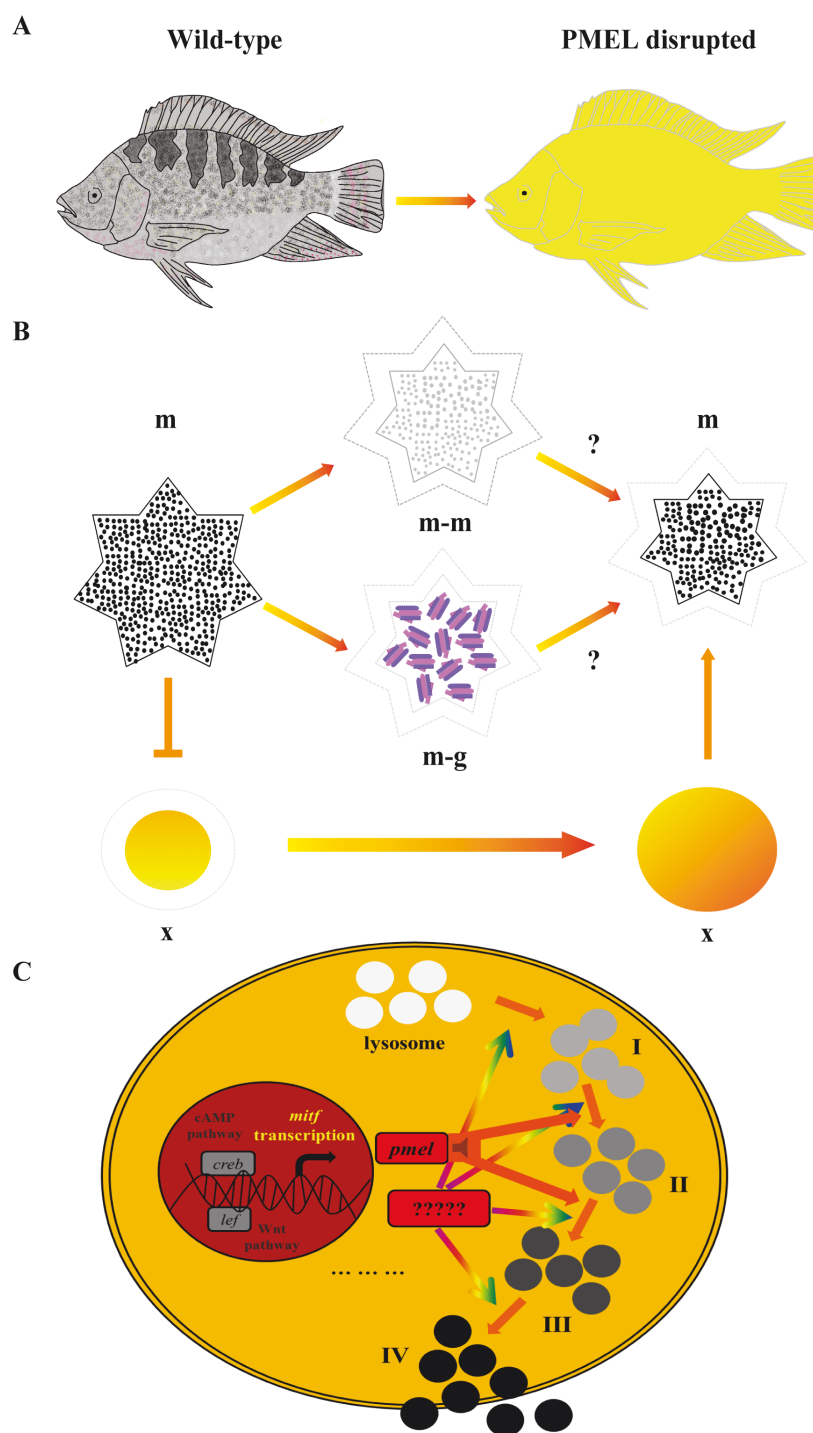 A
Wild-type
PMEL disrupted
B
m
m-m
?
m
m-g
?
x
x
C
lysosome
I
cAMP
pathway
mitf
transcription
creb
pmel
II
lef
Wnt
pathway
?????
... ... ...
III
IV